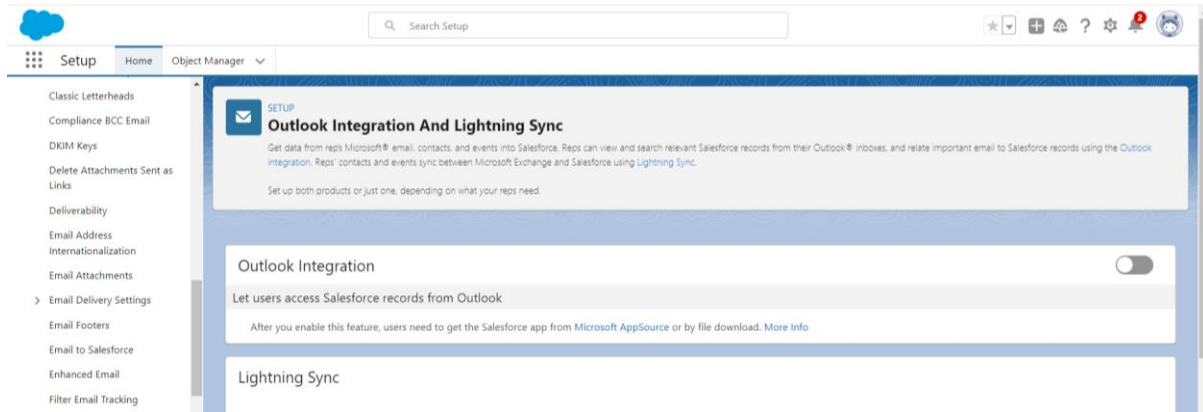 Search Setup
2
Setup
Home
Object Manager
Classic Letterheads
Compliance BCC Email
DKIM Keys
Delete Attachments Sent as
Links
Deliverability
Email Address
Internationalization
Email Attachments
Email Delivery Settings
Email Footers
Email to Salesforce
Enhanced Email
Filter Email Tracking
SETUP
Outlook Integration And Lightning Sync
Get data from rep's Microsoft® email, contacts, and events into Salesforce. Reps can view and search relevant Salesforce records from their Outlook® inboxes, and relate important email to Salesforce records using the Outlook
integration. Reps' contacts and events sync between Microsoft Exchange and Salesforce using Lightning Sync.
Set up both products or just one, depending on what your reps need.
Outlook Integration
Let users access Salesforce records from Outlook
After you enable this feature, users need to get the Salesforce app from Microsoft AppSource or by file download. More Info
Lightning Sync